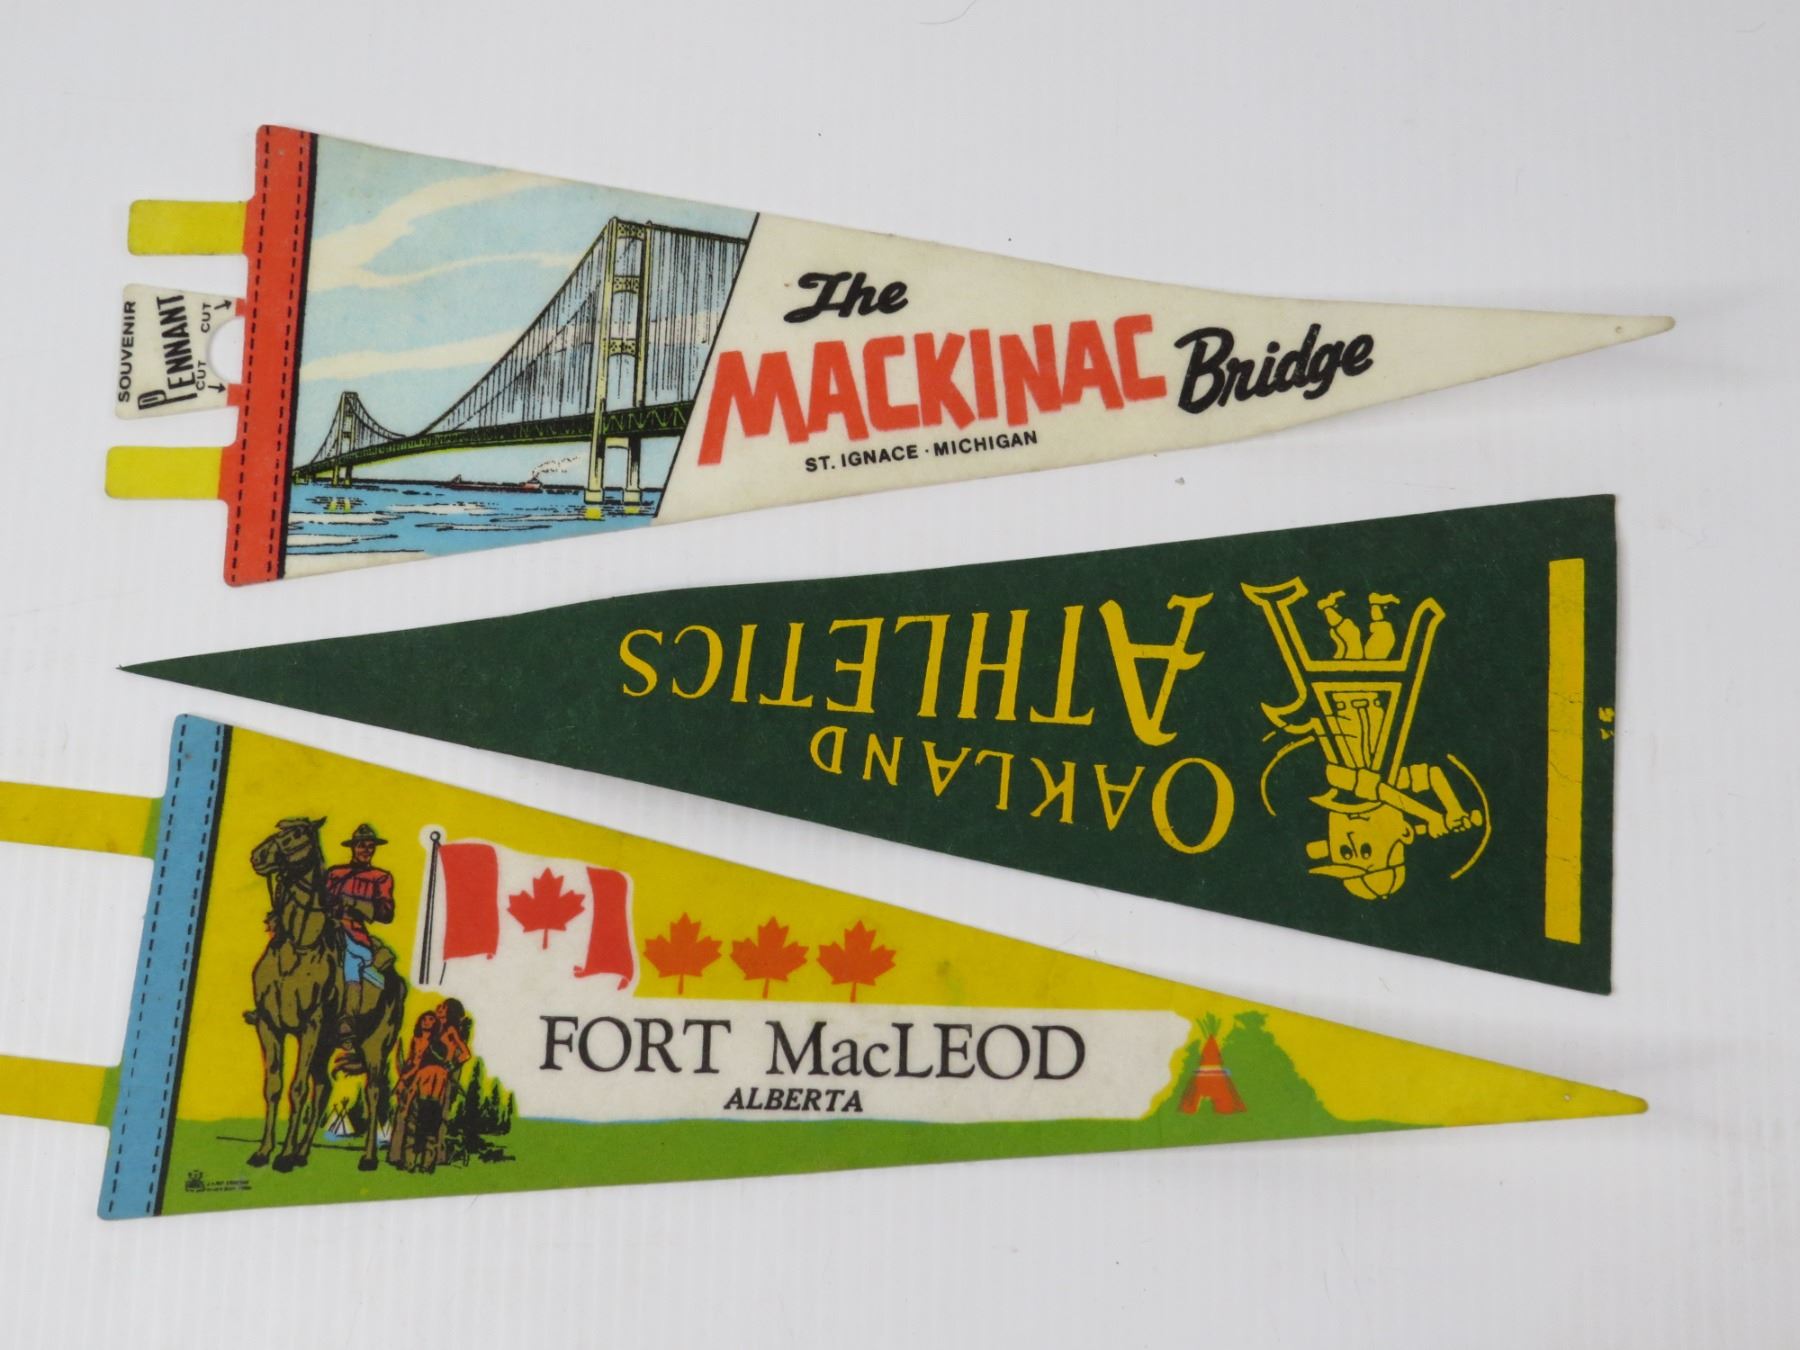 SOUVENIR
PENNANT
CUT
CUT
The
MACKINAC Bridge
ST. IGNACE · MICHIGAN
OAKLAND
ATHLETICS
FORT MacLEOD
ALBERTA